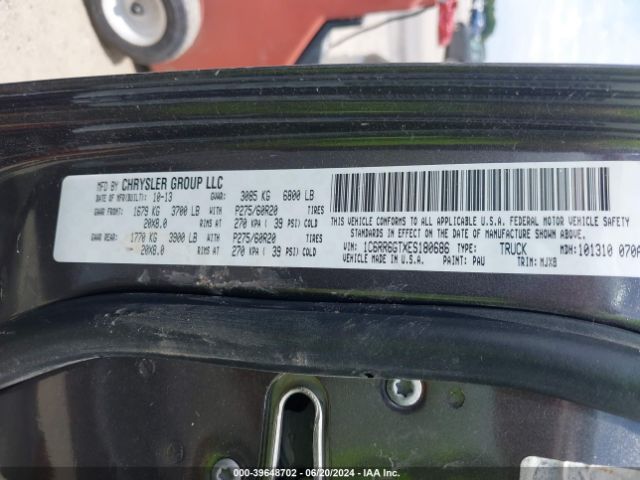 MFD BY CHRYSLER GROUP LLC
DATE OF MFD(BUILT): 10-13 GVWR: 3085 KG 6800 LB
GAWR FRONT: 1679 KG 3700 LB WITH P275/60R20 TIRES
20X8.0 RIMS AT 270 KPA ( 39 PSI) COLD
GAWR REAR: 1770 KG 3900 LB WITH P275/60R20 TIRES
20X8.0 RIMS AT 270 KPA ( 39 PSI) COLD
THIS VEHICLE CONFORMS TO ALL APPLICABLE U.S.A. FEDERAL MOTOR VEHICLE
STANDARDS IN EFFECT ON THE DATE OF MANUFACTURE SHOWN ABOVE.
VIN: 1C6RR6GTXES180686 TYPE: TRUCK MDH: 101310 070A
VEHICLE MADE IN U.S.A. PAINT: PAU TRIM: MJX8
000-39648702 - 06/20/2024 - IAA Inc.